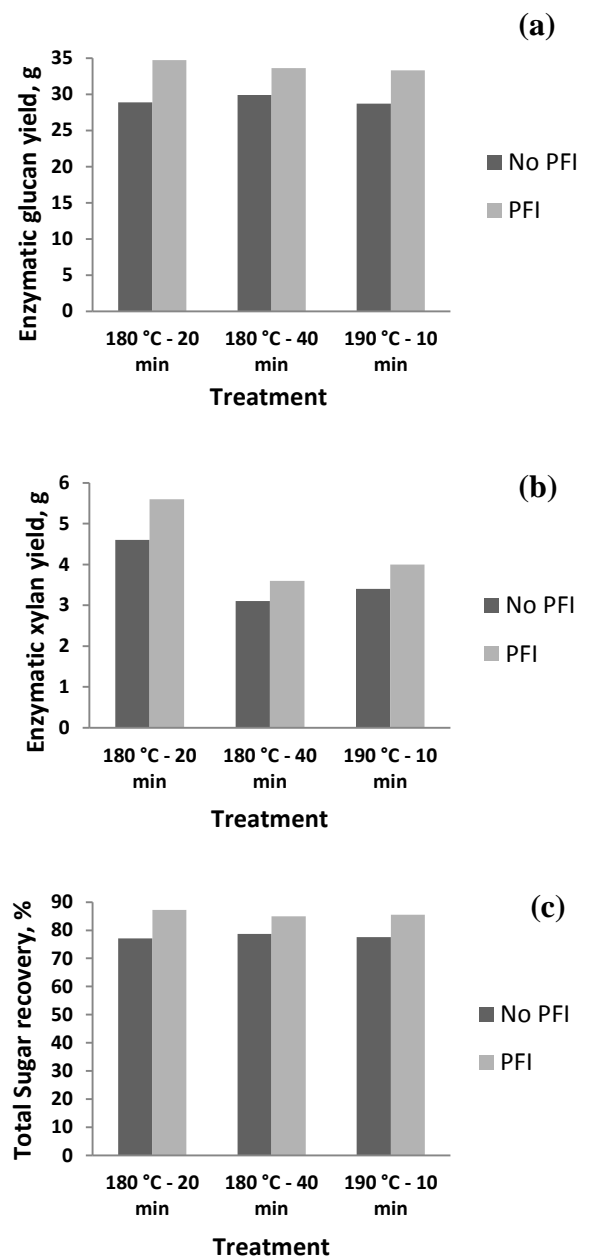 (a)
Enzymatic glucan yield, g
35
30
25
20
15
10
5
0
180 °C - 20
min
180 °C - 40
min
190 °C - 10
min
Treatment
No PFI
PFI
(b)
Enzymatic xylan yield, g
6
5
4
3
2
1
0
180 °C - 20
min
180 °C - 40
min
190 °C - 10
min
Treatment
No PFI
PFI
(c)
Total Sugar recovery, %
90
80
70
60
50
40
30
20
10
0
180 °C - 20
min
180 °C - 40
min
190 °C - 10
min
Treatment
No PFI
PFI